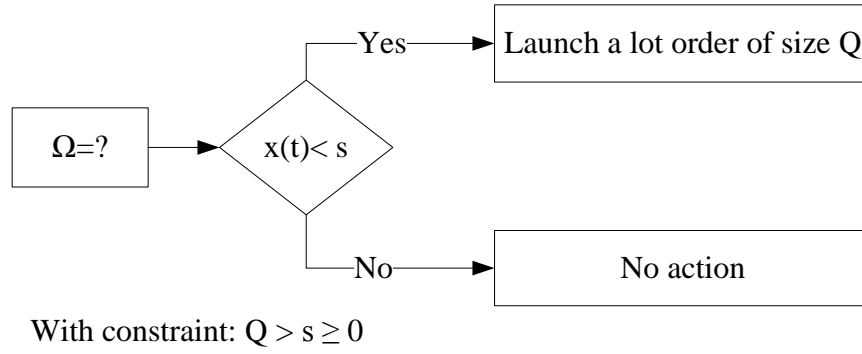 Yes
Launch a lot order of size Q
Ω=?
x(t)< s
No
No action
With constraint: Q > s ≥ 0